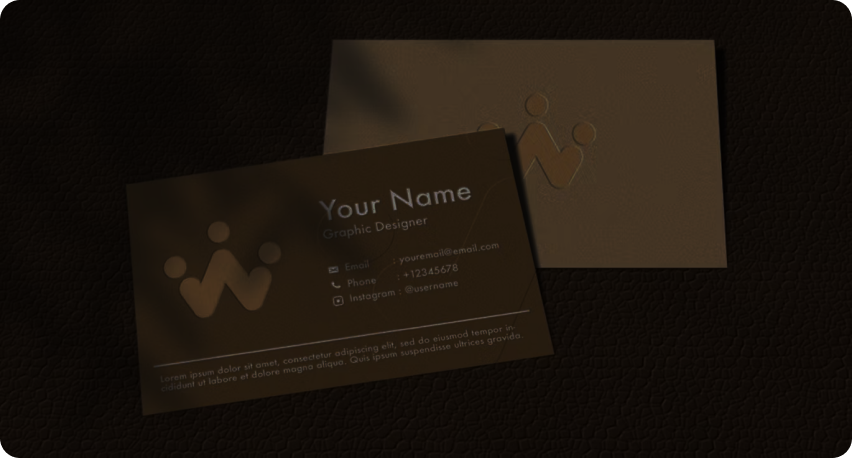 Your Name
Graphic Designer
Email : youremail@email.com
Phone : +12345678
Instagram : @username
Lorem ipsum dolor sit amet, consectetur adipiscing elit, sed do eiusmod tempor in-
cididunt ut labore et dolore magna aliqua. Quis ipsum suspendisse ultrices gravida.